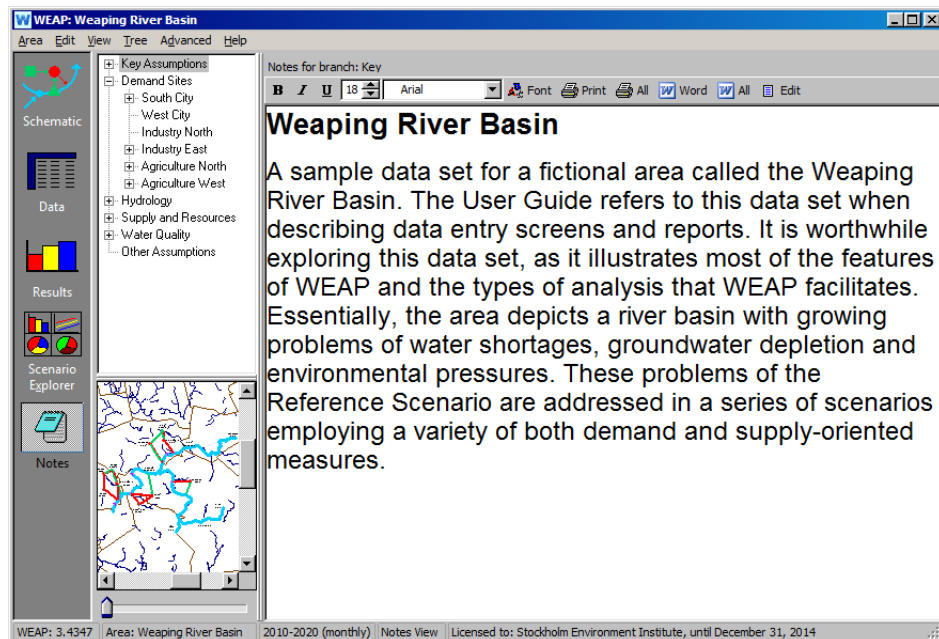 WEAP: Weaping River Basin
Area Edit View Tree Advanced Help
Schematic
Data
Results
Scenario
Explorer
Notes
Key Assumptions
Demand Sites
South City
West City
Industry North
Industry East
Agriculture North
Agriculture West
Hydrology
Supply and Resources
Water Quality
Other Assumptions
Notes for branch: Key
B I U 18 Arial Font Print All Word All Edit
Weaping River Basin
A sample data set for a fictional area called the Weaping
River Basin. The User Guide refers to this data set when
describing data entry screens and reports. It is worthwhile
exploring this data set, as it illustrates most of the features
of WEAP and the types of analysis that WEAP facilitates.
Essentially, the area depicts a river basin with growing
problems of water shortages, groundwater depletion and
environmental pressures. These problems of the
Reference Scenario are addressed in a series of scenarios
employing a variety of both demand and supply-oriented
measures.
WEAP: 3.4347 Area: Weaping River Basin 2010-2020 (monthly) Notes View Licensed to: Stockholm Environment Institute, until December 31, 2014